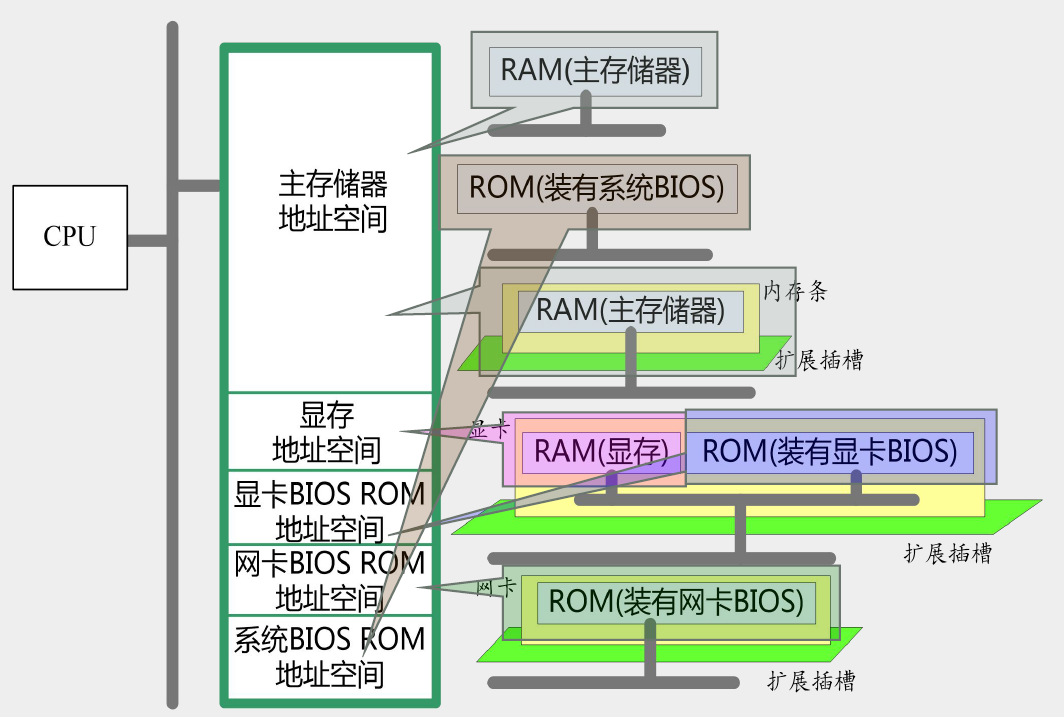 CPU
主存储器
地址空间
显存
地址空间
显卡BIOS ROM
地址空间
网卡BIOS ROM
地址空间
系统BIOS ROM
地址空间
RAM(主存储器)
ROM(装有系统BIOS)
RAM(主存储器)
内存条
扩展插槽
显卡
RAM(显存)
ROM(装有显卡BIOS)
扩展插槽
网卡
ROM(装有网卡BIOS)
扩展插槽